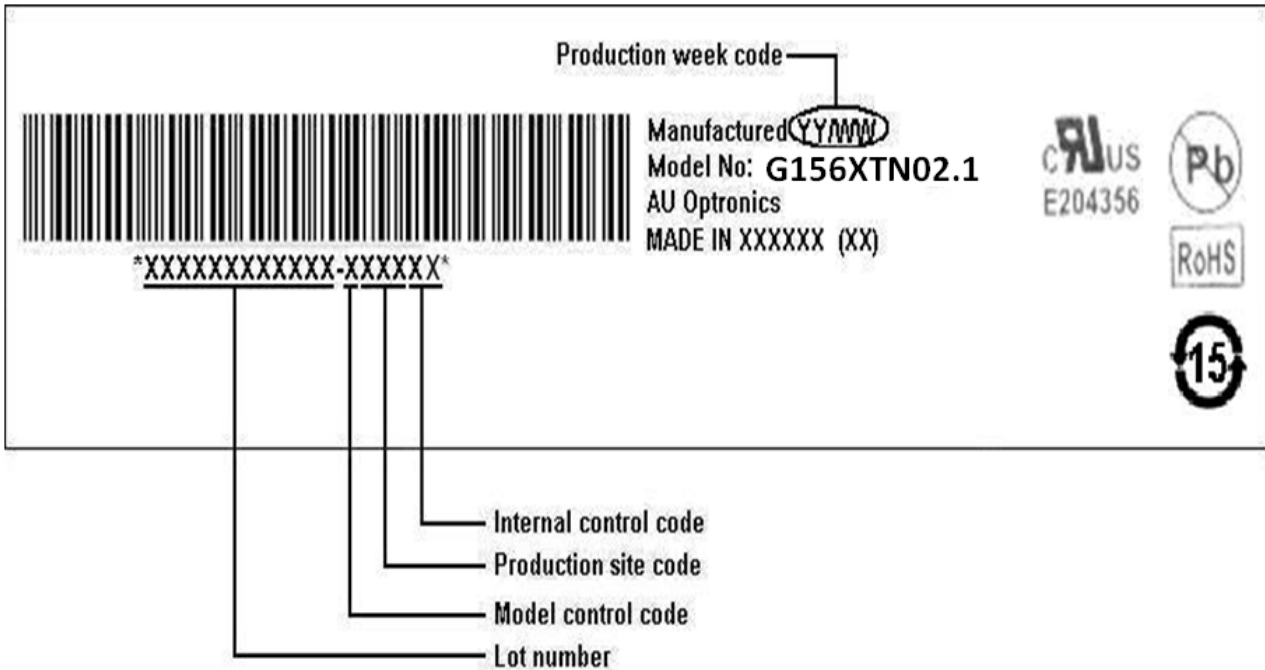 Production week code
Manufactured YY/WW
Model No: G156XTN02.1
AU Optronics
MADE IN XXXXXX (XX)
*XXXXXXXXXXXX-XXXXXX*
C RU US
E204356
Pb
RoHS
15
Internal control code
Production site code
Model control code
Lot number